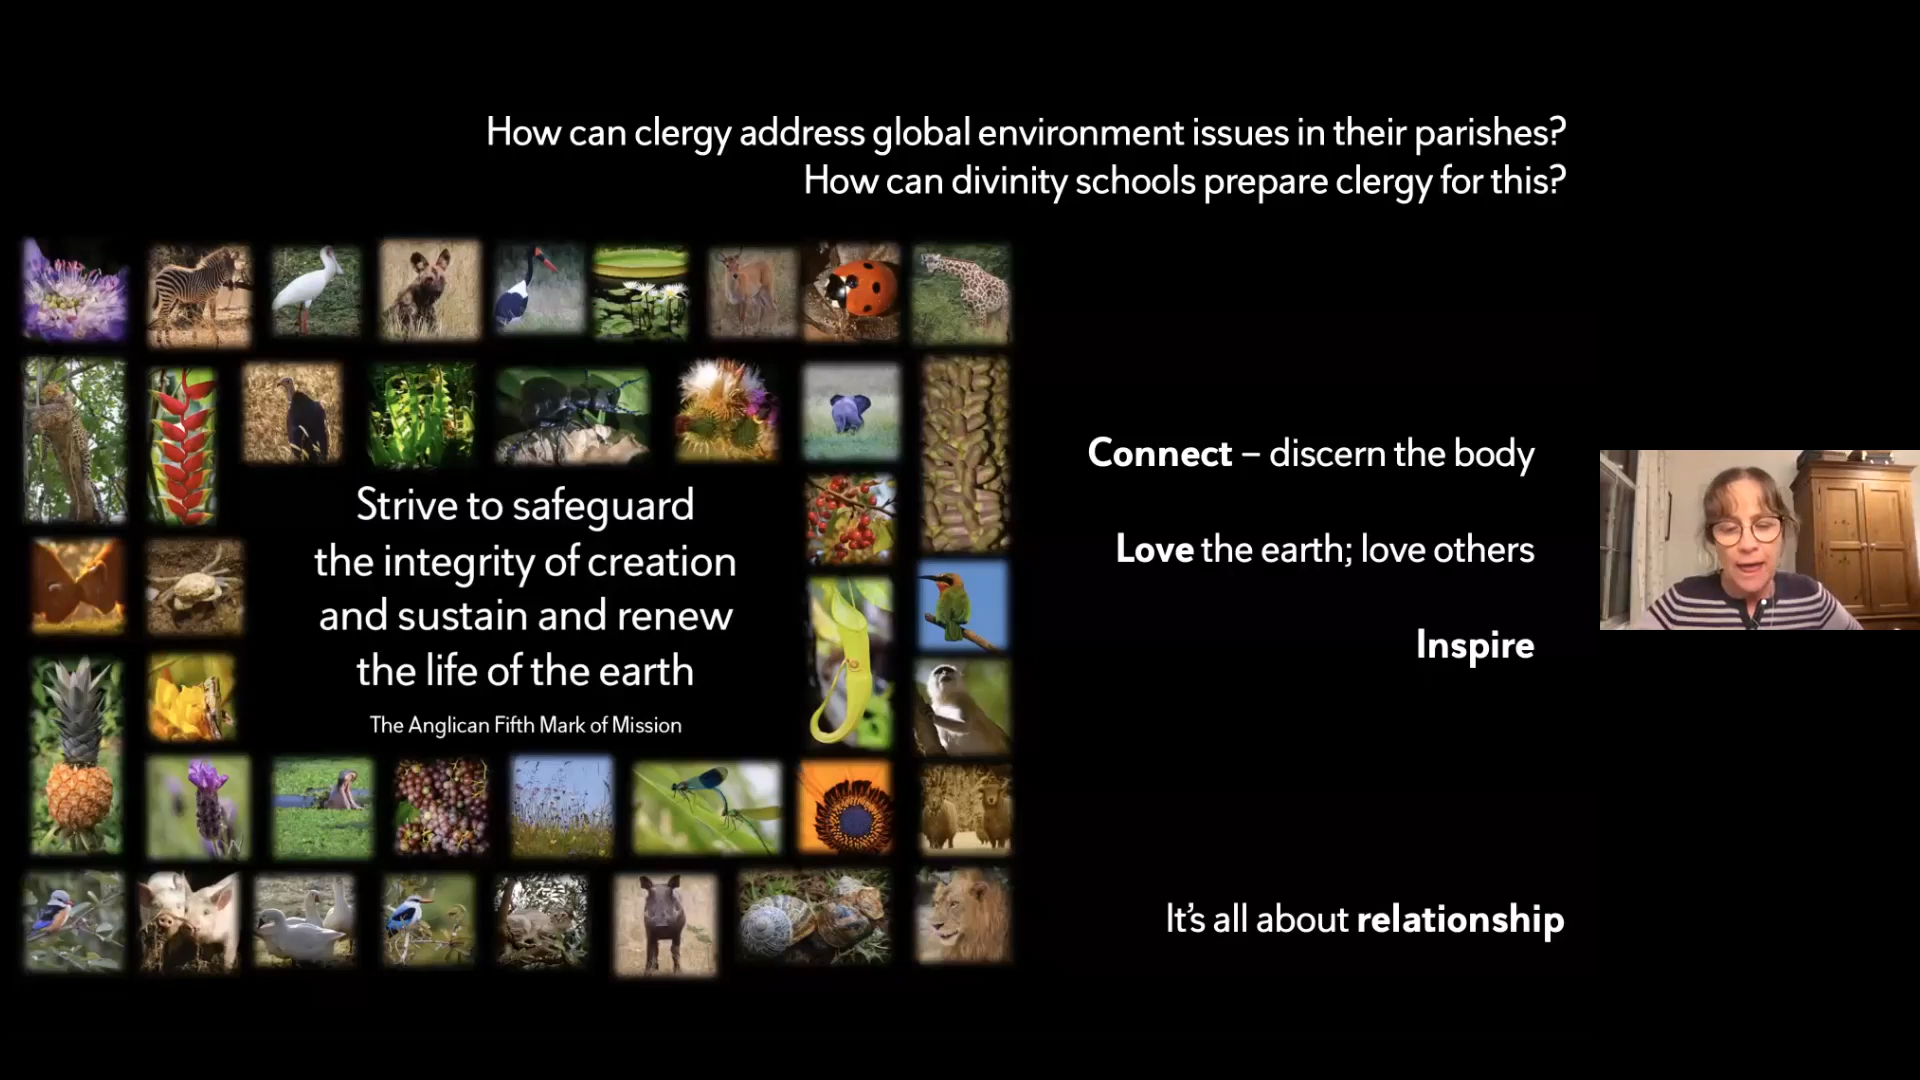 How can clergy address global environment issues in their parishes?
How can divinity schools prepare clergy for this?
Strive to safeguard
the integrity of creation
and sustain and renew
the life of the earth
The Anglican Fifth Mark of Mission
Connect – discern the body
Love the earth; love others
Inspire
It's all about relationship